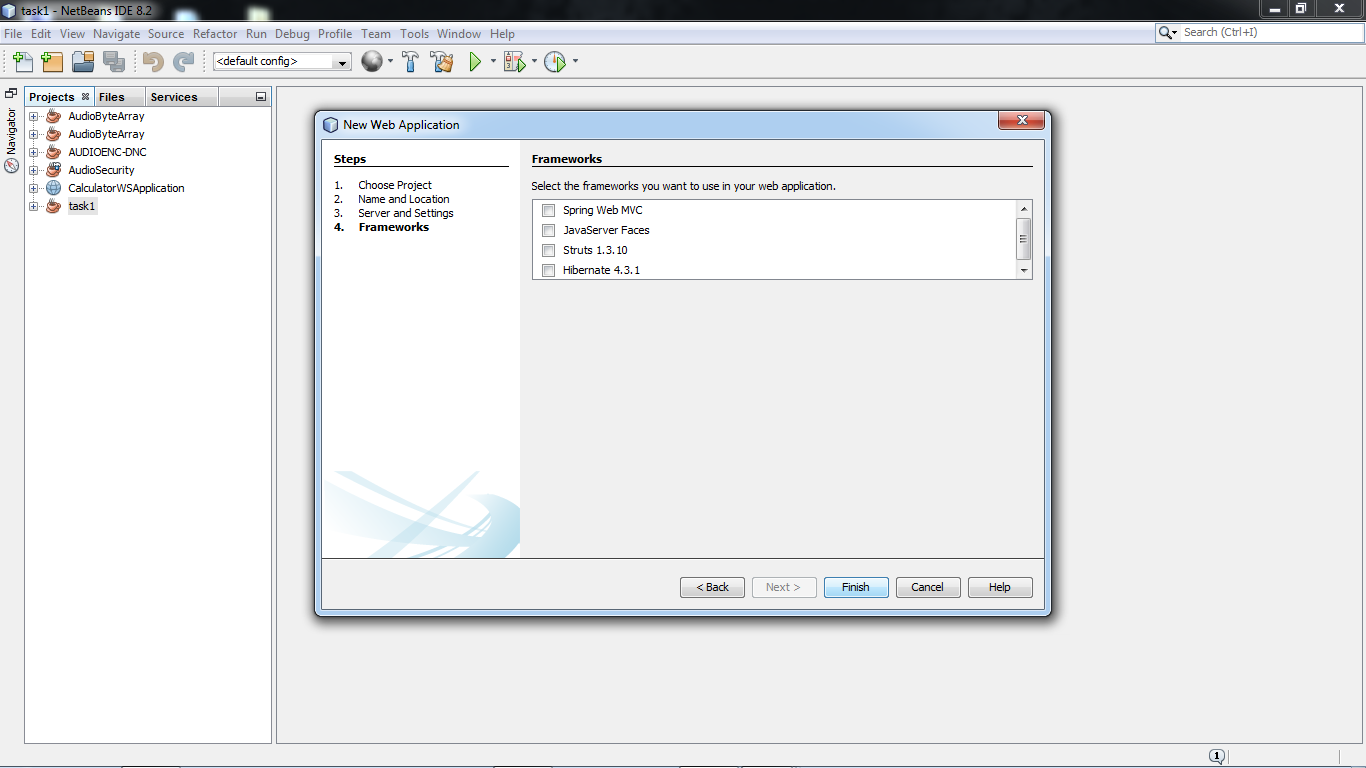 task1 - NetBeans IDE 8.2
File Edit View Navigate Source Refactor Run Debug Profile Team Tools Window Help
Search (Ctrl+I)
<default config>
Projects Files Services
Navigator
AudioByteArray
AudioByteArray
AUDIOENC-DNC
AudioSecurity
CalculatorWSApplication
task1
New Web Application
Steps
1. Choose Project
2. Name and Location
3. Server and Settings
4. Frameworks
Frameworks
Select the frameworks you want to use in your web application.
Spring Web MVC
JavaServer Faces
Struts 1.3.10
Hibernate 4.3.1
< Back Next > Finish Cancel Help
1